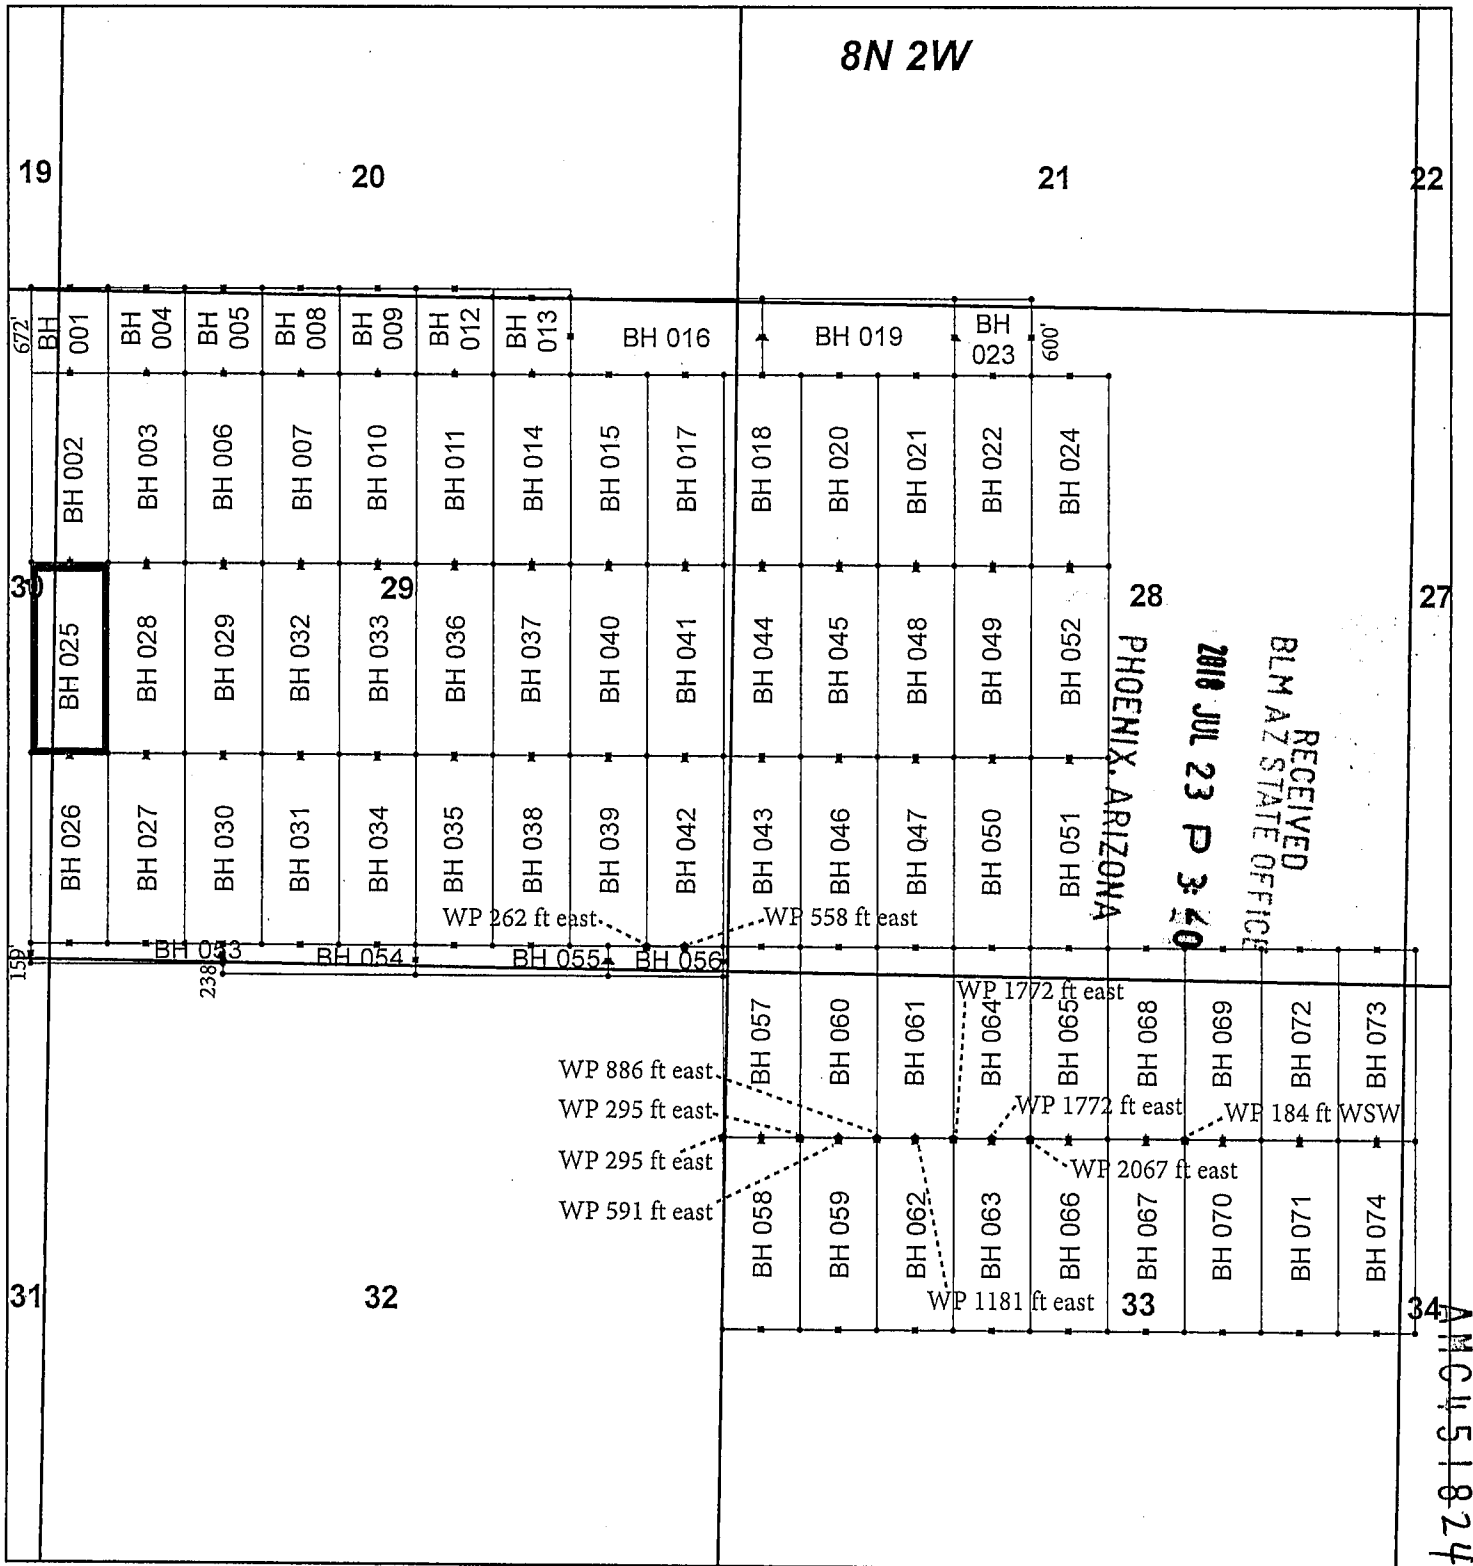 8N 2W
19
20
21
22
672'
BH 001
BH 004
BH 005
BH 008
BH 009
BH 012
BH 013
BH 016
BH 019
BH 023
600'
BH 002
BH 003
BH 006
BH 007
BH 010
BH 011
BH 014
BH 015
BH 017
BH 018
BH 020
BH 021
BH 022
BH 024
30
29
28
27
BH 025
BH 028
BH 029
BH 032
BH 033
BH 036
BH 037
BH 040
BH 041
BH 044
BH 045
BH 048
BH 049
BH 052
RECEIVED
BLM AZ STATE OFFICE
2018 JUL 23 P 3:40
PHOENIX, ARIZONA
BH 026
BH 027
BH 030
BH 031
BH 034
BH 035
BH 038
BH 039
BH 042
BH 043
BH 046
BH 047
BH 050
BH 051
WP 262 ft east
WP 558 ft east
159'
BH 053
238'
BH 054
BH 055
BH 056
WP 1772 ft east
BH 057
BH 060
BH 061
BH 064
BH 065
BH 068
BH 069
BH 072
BH 073
WP 886 ft east
WP 295 ft east
WP 1772 ft east
WP 184 ft WSW
WP 295 ft east
WP 2067 ft east
WP 591 ft east
BH 058
BH 059
BH 062
BH 063
BH 066
BH 067
BH 070
BH 071
BH 074
WP 1181 ft east
31
32
33
34
AMC451824